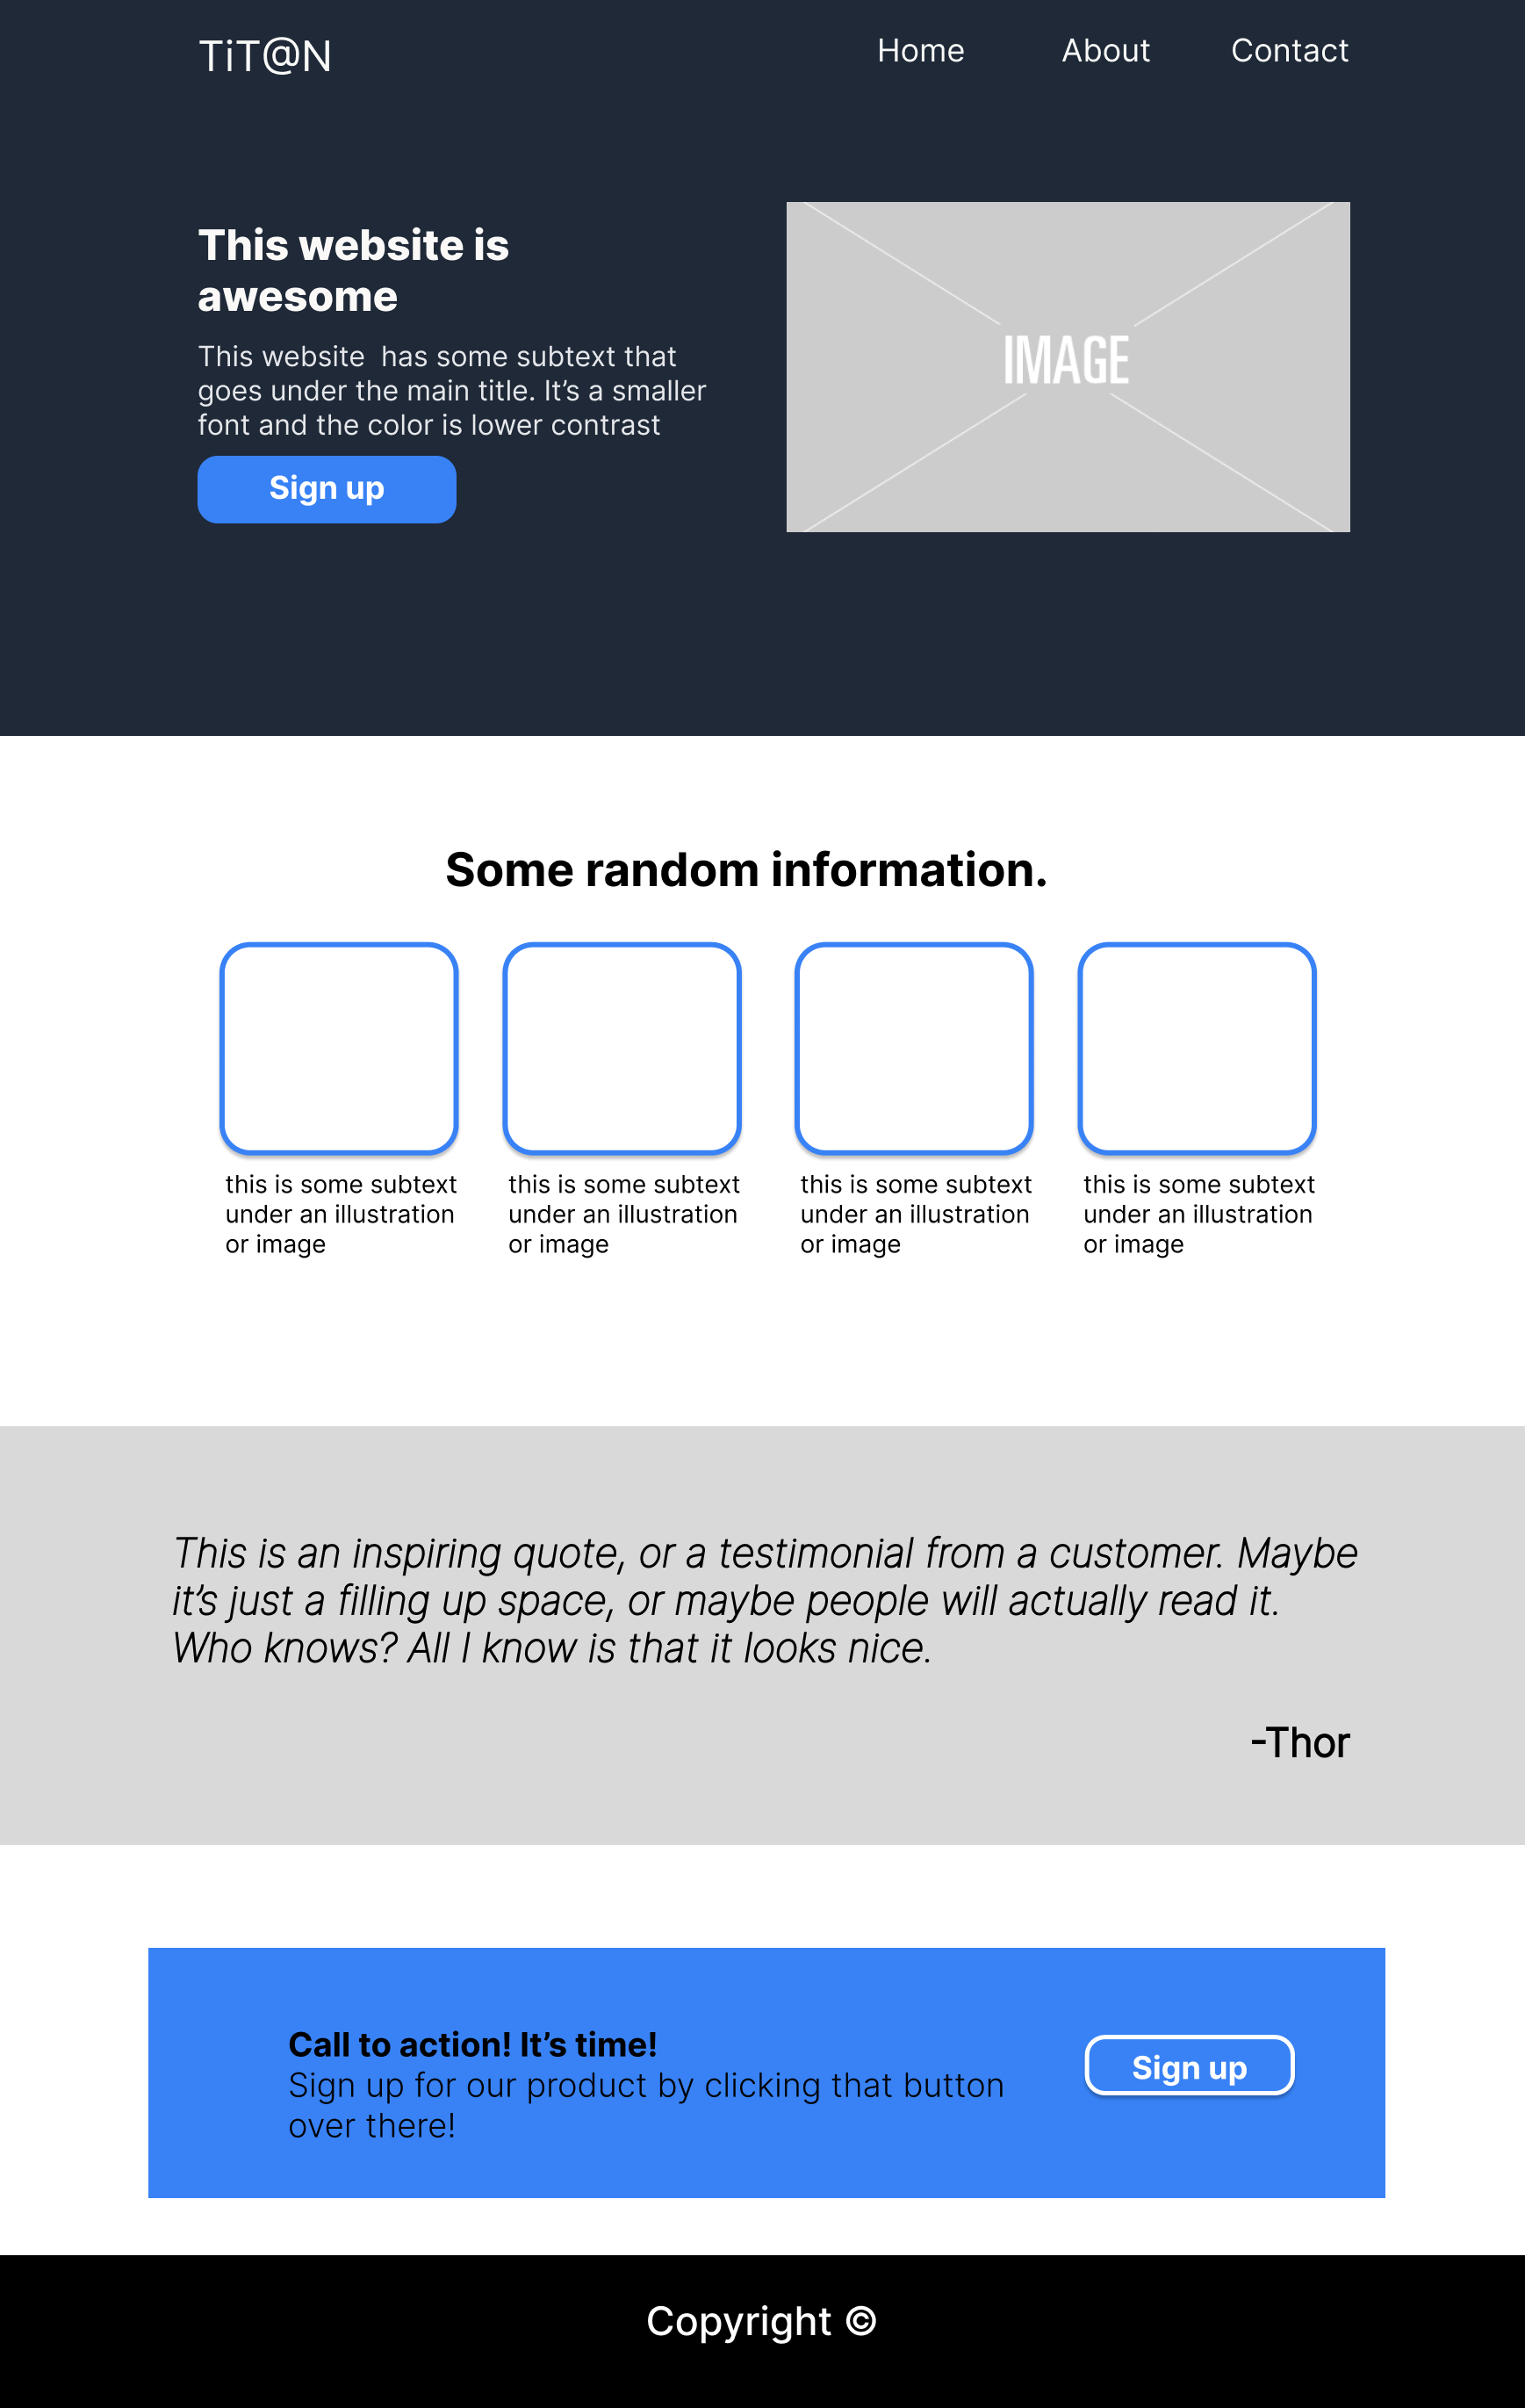 TiT@N
Home About Contact
This website is
awesome
This website  has some subtext that
goes under the main title. It’s a smaller
font and the color is lower contrast
Sign up
IMAGE
Some random information.
this is some subtext
under an illustration
or image
this is some subtext
under an illustration
or image
this is some subtext
under an illustration
or image
this is some subtext
under an illustration
or image
This is an inspiring quote, or a testimonial from a customer. Maybe
it’s just a filling up space, or maybe people will actually read it.
Who knows? All I know is that it looks nice.
-Thor
Call to action! It’s time!
Sign up for our product by clicking that button
over there!
Sign up
Copyright ©